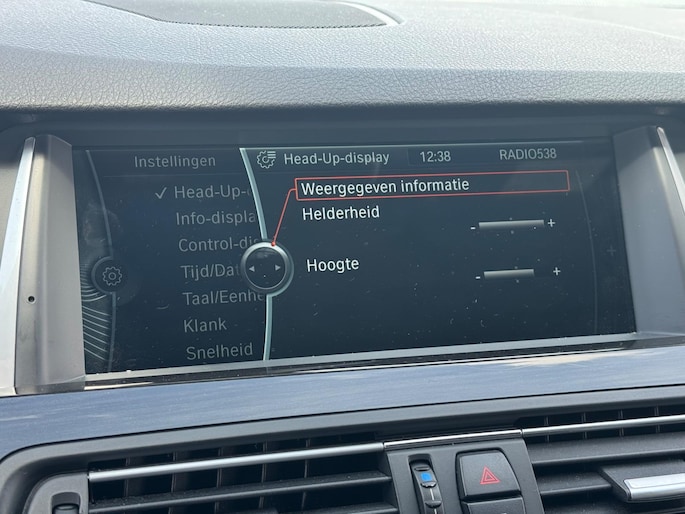 Instellingen
Head-Up-display 12:38 RADIO538
✓ Head-Up-
Info-displa
Control-di
Tijd/Dat
Taal/Eenhe
Klank
Snelheid
Weergegeven informatie
Helderheid
- +
Hoogte
- +